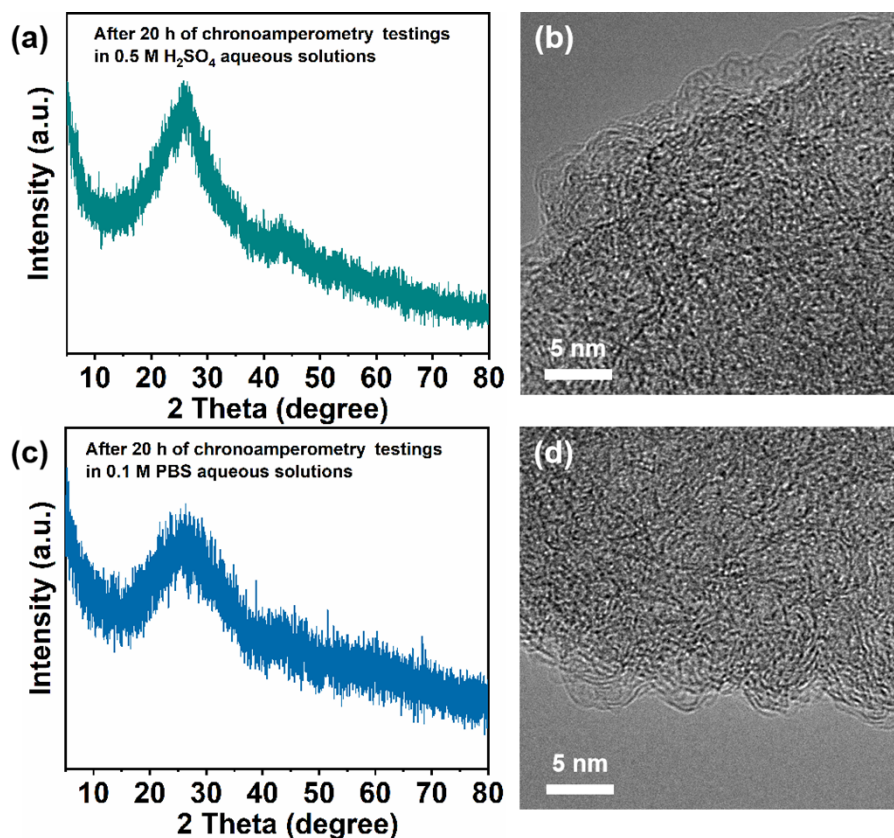 (a)
After 20 h of chronoamperometry testings
in 0.5 M H₂SO₄ aqueous solutions
Intensity (a.u.)
10 20 30 40 50 60 70 80
2 Theta (degree)
(b)
5 nm
(c)
After 20 h of chronoamperometry testings
in 0.1 M PBS aqueous solutions
Intensity (a.u.)
10 20 30 40 50 60 70 80
2 Theta (degree)
(d)
5 nm